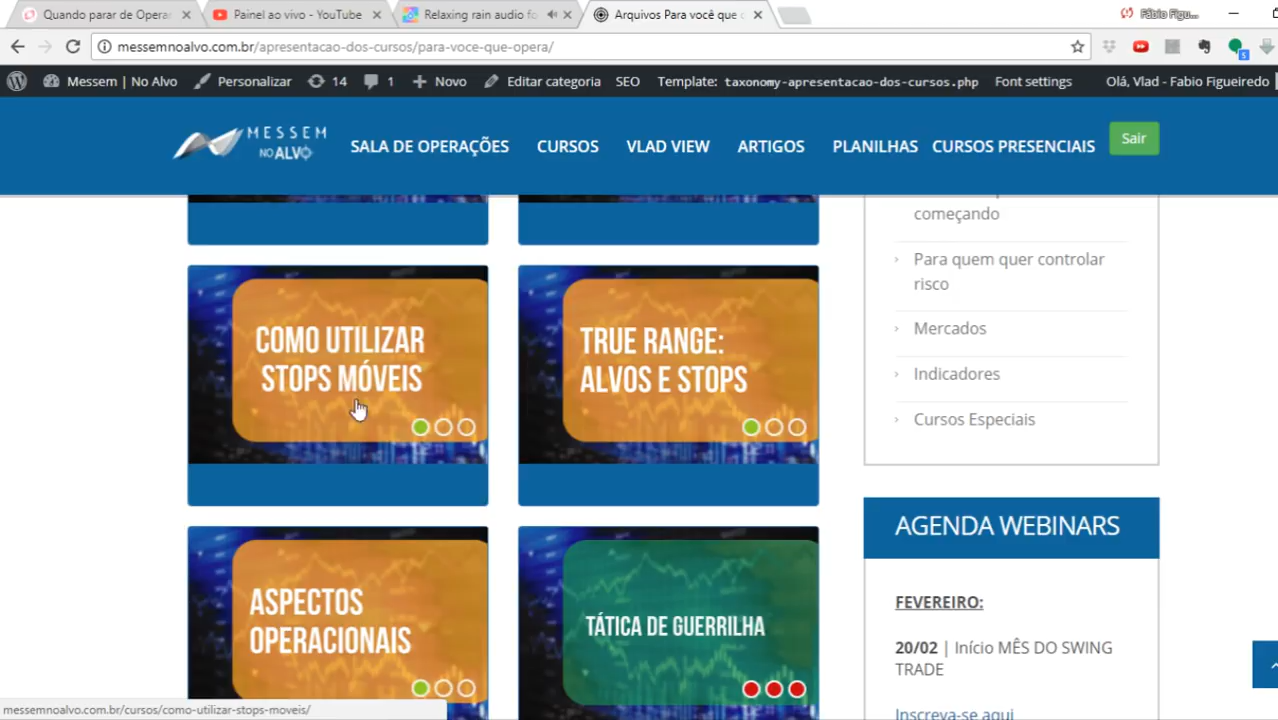 Quando parar de Operar
Painel ao vivo - YouTube
Relaxing rain audio fo
Arquivos Para você que
Fábio Figu...
messemnoalvo.com.br/apresentacao-dos-cursos/para-voce-que-opera/
Messem | No Alvo
Personalizar
14
1
Novo
Editar categoria
SEO
Template: taxonomy-apresentacao-dos-cursos.php
Font settings
Olá, Vlad - Fabio Figueiredo
MESSEM
NO ALVO
SALA DE OPERAÇÕES
CURSOS
VLAD VIEW
ARTIGOS
PLANILHAS
CURSOS PRESENCIAIS
Sair
começando
Para quem quer controlar
risco
Mercados
Indicadores
Cursos Especiais
COMO UTILIZAR
STOPS MÓVEIS
TRUE RANGE:
ALVOS E STOPS
ASPECTOS
OPERACIONAIS
TÁTICA DE GUERRILHA
AGENDA WEBINARS
FEVEREIRO:
20/02 | Início MÊS DO SWING
TRADE
Inscreva-se aqui
messemnoalvo.com.br/cursos/como-utilizar-stops-moveis/